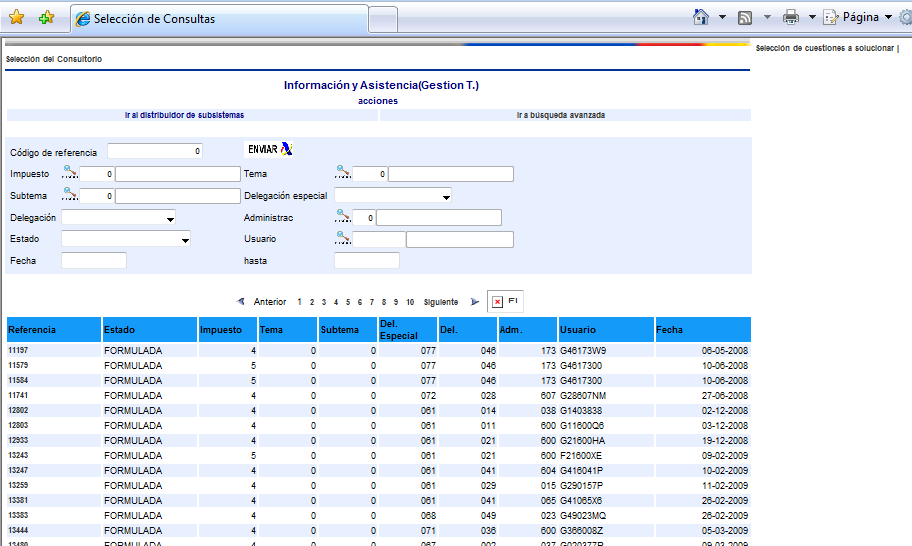 Selección de Consultas
Página
Selección del Consultorio
Selección de cuestiones a solucionar |
Información y Asistencia(Gestion T.)
acciones
Ir al distribuidor de subsistemas Ir a búsqueda avanzada
Código de referencia 0 ENVIAR
Impuesto 0 Tema 0
Subtema 0 Delegación especial
Delegación Administrac 0
Estado Usuario
Fecha hasta
Anterior 1 2 3 4 5 6 7 8 9 10 Siguiente
Referencia Estado Impuesto Tema Subtema Del. Especial Del. Adm. Usuario Fecha
11197 FORMULADA 4 0 0 077 046 173 G46173W9 06-05-2008
11579 FORMULADA 5 0 0 077 046 173 G4617300 10-06-2008
11584 FORMULADA 5 0 0 077 046 173 G4617300 10-06-2008
11741 FORMULADA 4 0 0 072 028 607 G28607NM 27-06-2008
12802 FORMULADA 4 0 0 061 014 038 G1403838 02-12-2008
12803 FORMULADA 4 0 0 061 011 600 G11600Q6 03-12-2008
12933 FORMULADA 4 0 0 061 021 600 G21600HA 19-12-2008
13243 FORMULADA 5 0 0 061 021 600 F21600XE 09-02-2009
13247 FORMULADA 4 0 0 061 041 604 G416041P 10-02-2009
13259 FORMULADA 4 0 0 061 029 015 G290157P 11-02-2009
13381 FORMULADA 4 0 0 061 041 065 G41065X6 26-02-2009
13383 FORMULADA 4 0 0 068 049 023 G49023MQ 26-02-2009
13444 FORMULADA 4 0 0 071 036 600 G366008Z 05-03-2009
FORMULADA 4 0 0 067 002 037 09-03-2009